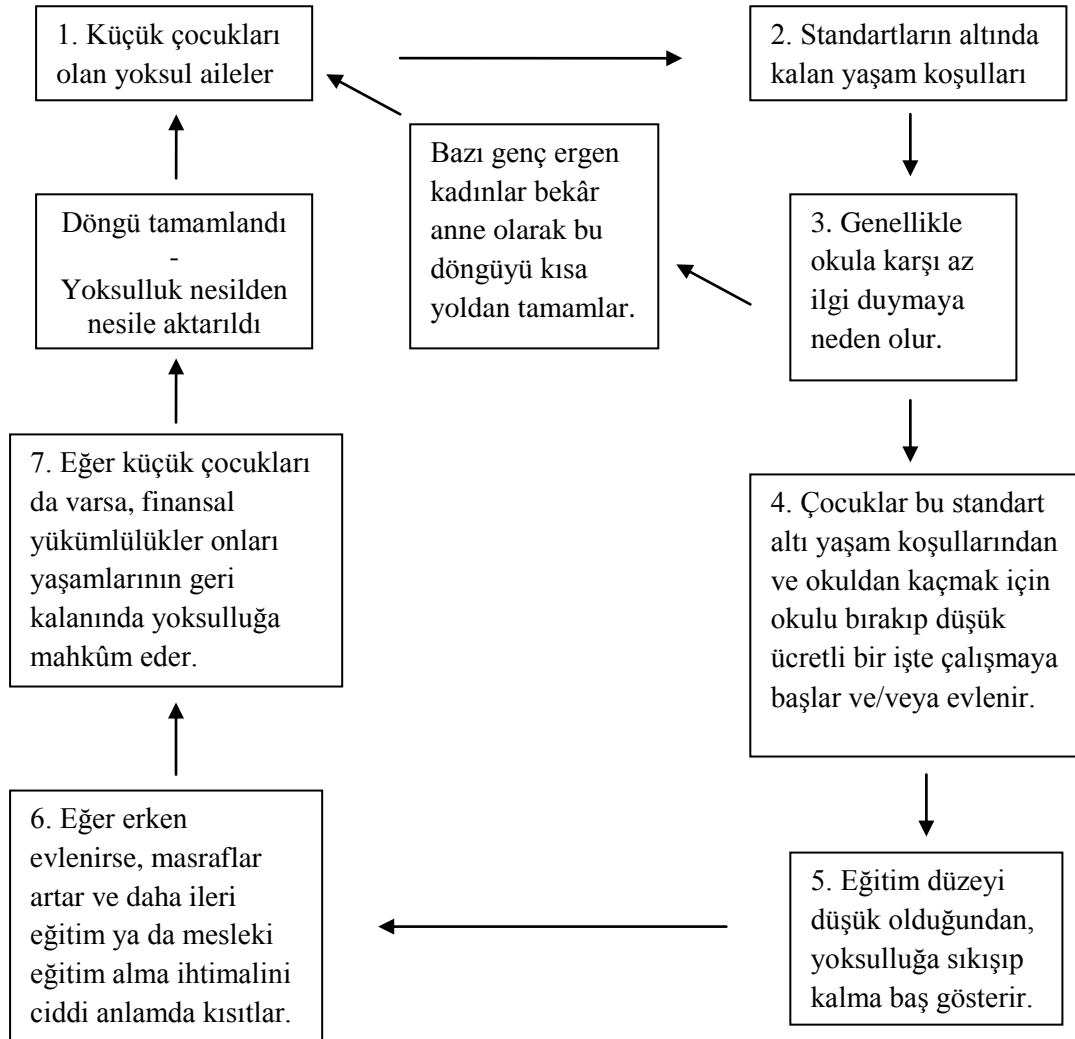 1. Küçük çocukları
olan yoksul aileler
2. Standartların altında
kalan yaşam koşulları
Bazı genç ergen
kadınlar bekâr
anne olarak bu
döngüyü kısa
yoldan tamamlar.
3. Genellikle
okula karşı az
ilgi duymaya
neden olur.
Döngü tamamlandı
-
Yoksulluk nesilden
nesile aktarıldı
4. Çocuklar bu standart
altı yaşam koşullarından
ve okuldan kaçmak için
okulu bırakıp düşük
ücretli bir işte çalışmaya
başlar ve/veya evlenir.
7. Eğer küçük çocukları
da varsa, finansal
yükümlülükler onları
yaşamlarının geri
kalanında yoksulluğa
mahkûm eder.
5. Eğitim düzeyi
düşük olduğundan,
yoksulluğa sıkışıp
kalma baş gösterir.
6. Eğer erken
evlenirse, masraflar
artar ve daha ileri
eğitim ya da mesleki
eğitim alma ihtimalini
ciddi anlamda kısıtlar.